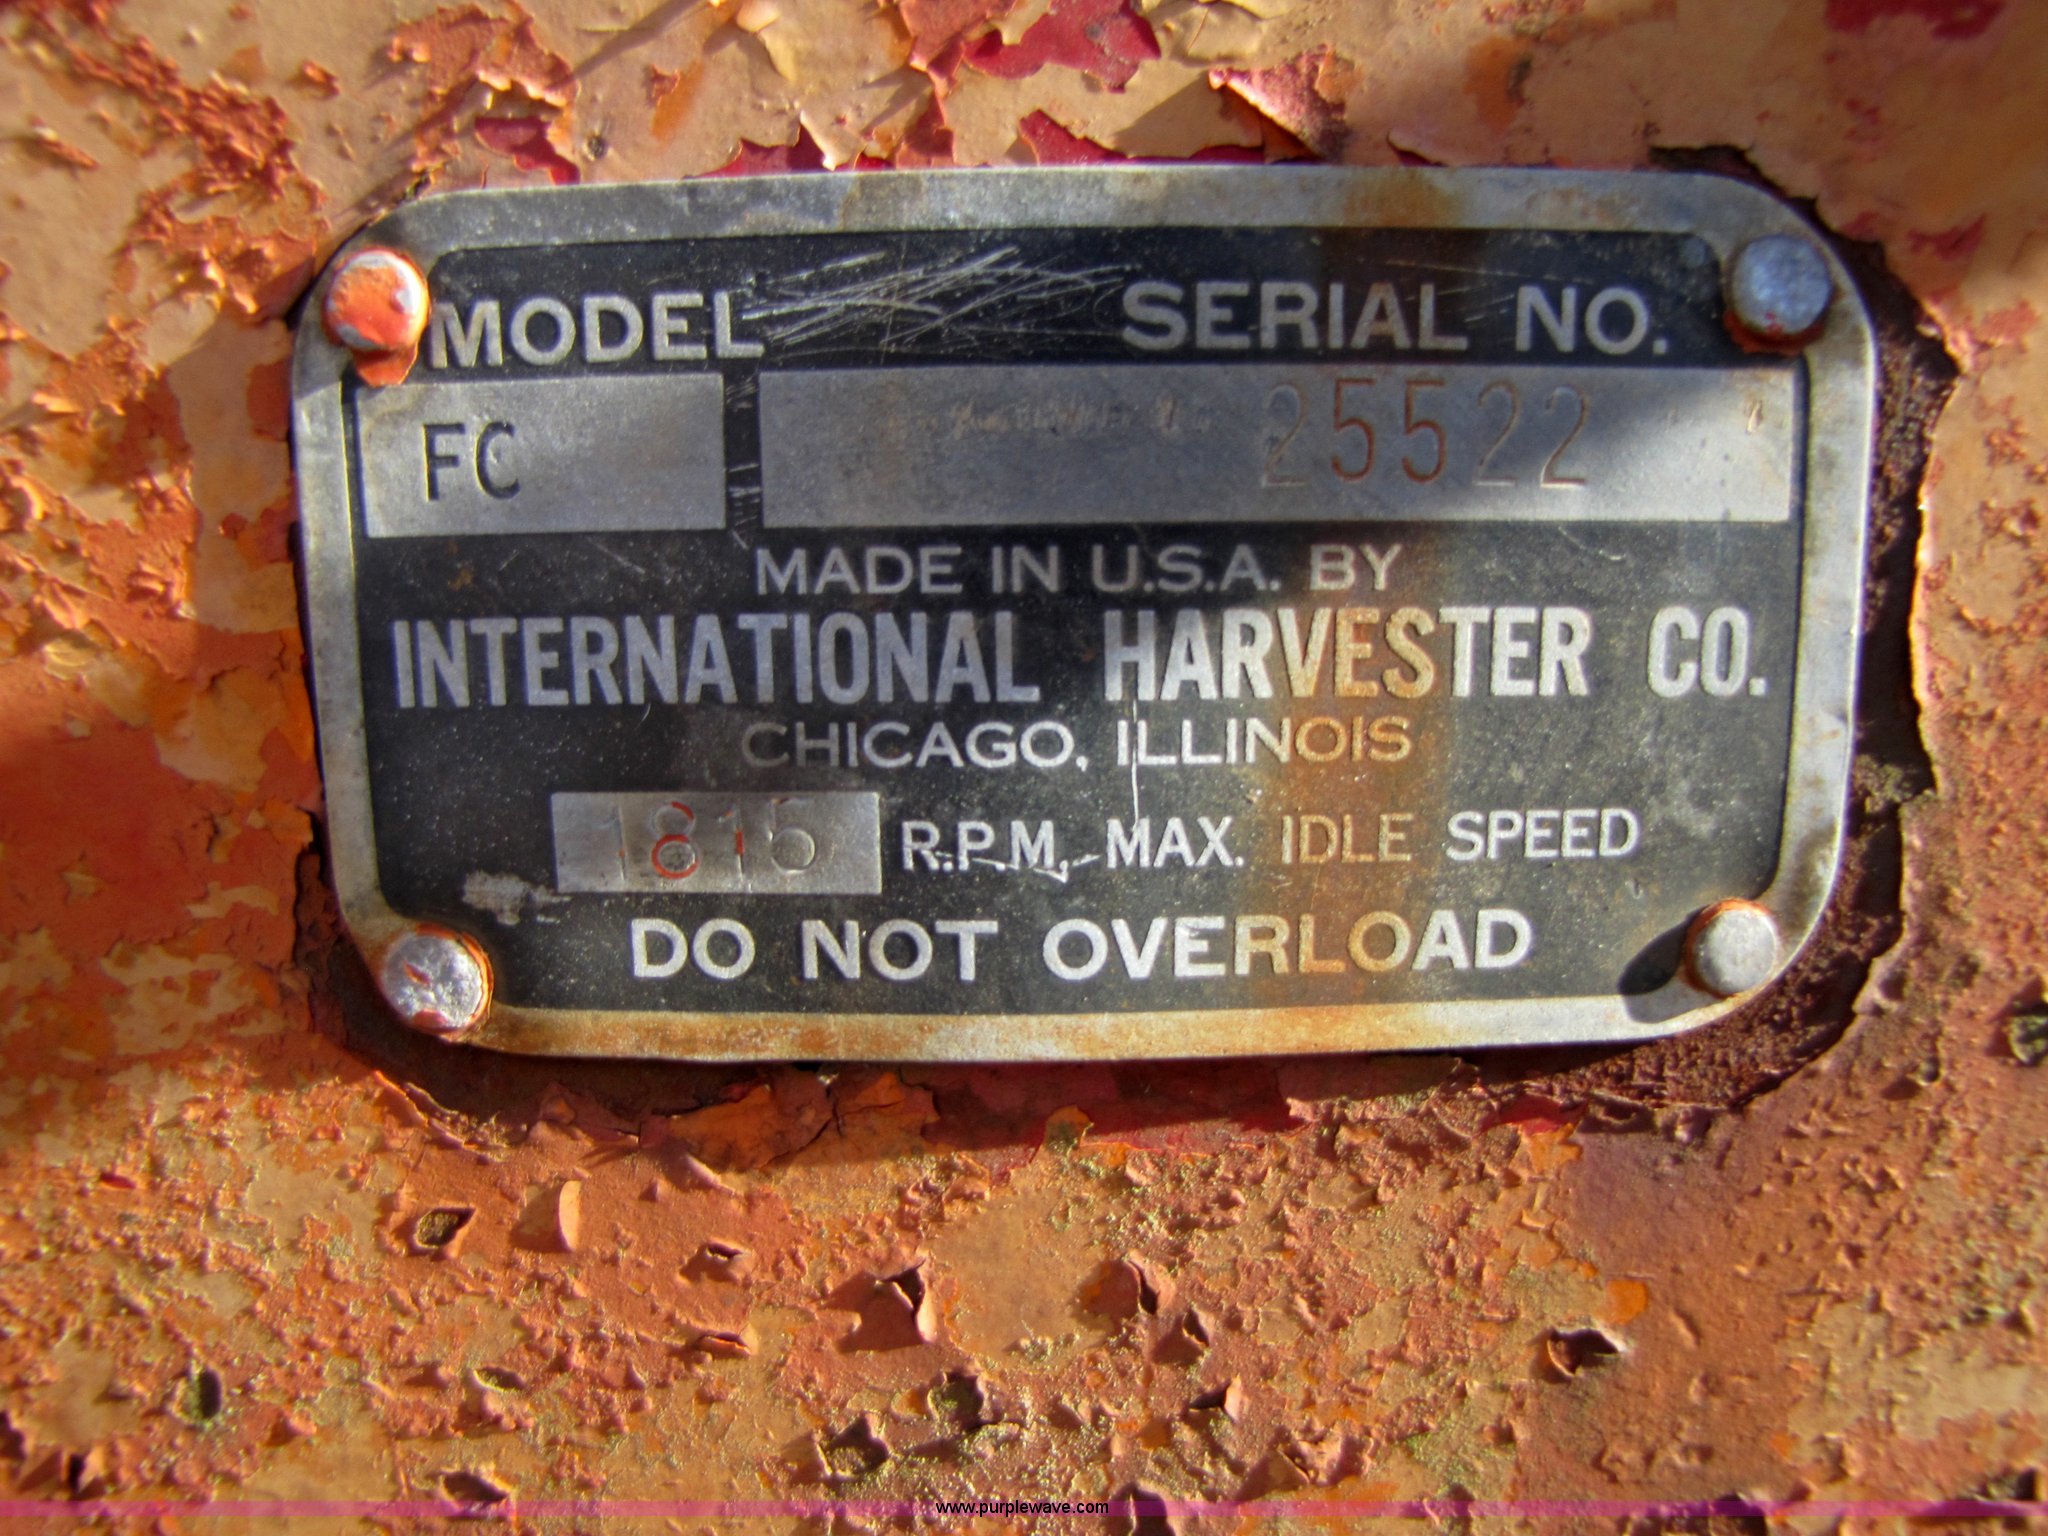 MODEL SERIAL NO.
FC 25522
MADE IN U.S.A. BY
INTERNATIONAL HARVESTER CO.
CHICAGO, ILLINOIS
1815 R.P.M. MAX. IDLE SPEED
DO NOT OVERLOAD
www.purplewave.com